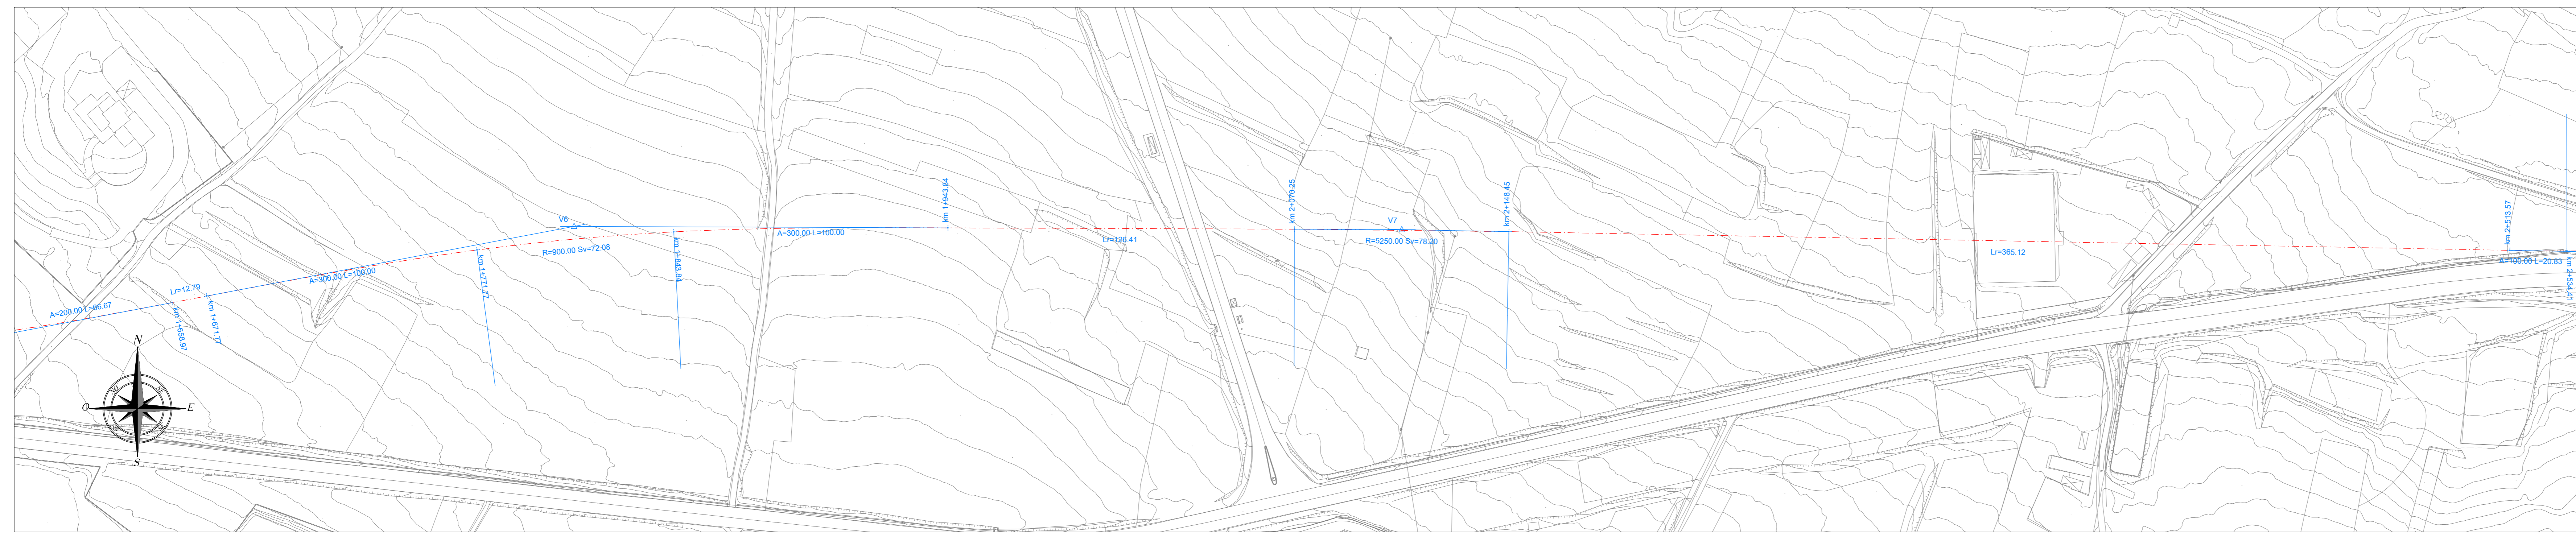 A=200.00 L=66.67
Lr=12.79
km 1+658.97
km 1+671.77
A=300.00 L=100.00
km 1+771.77
V6
R=900.00 Sv=72.08
km 1+843.84
A=300.00 L=100.00
km 1+943.84
Lr=126.41
km 2+070.25
V7
R=5250.00 Sv=78.20
km 2+148.45
Lr=365.12
km 2+513.57
A=100.00 L=20.83
km 2+534.41
N
O
E
S